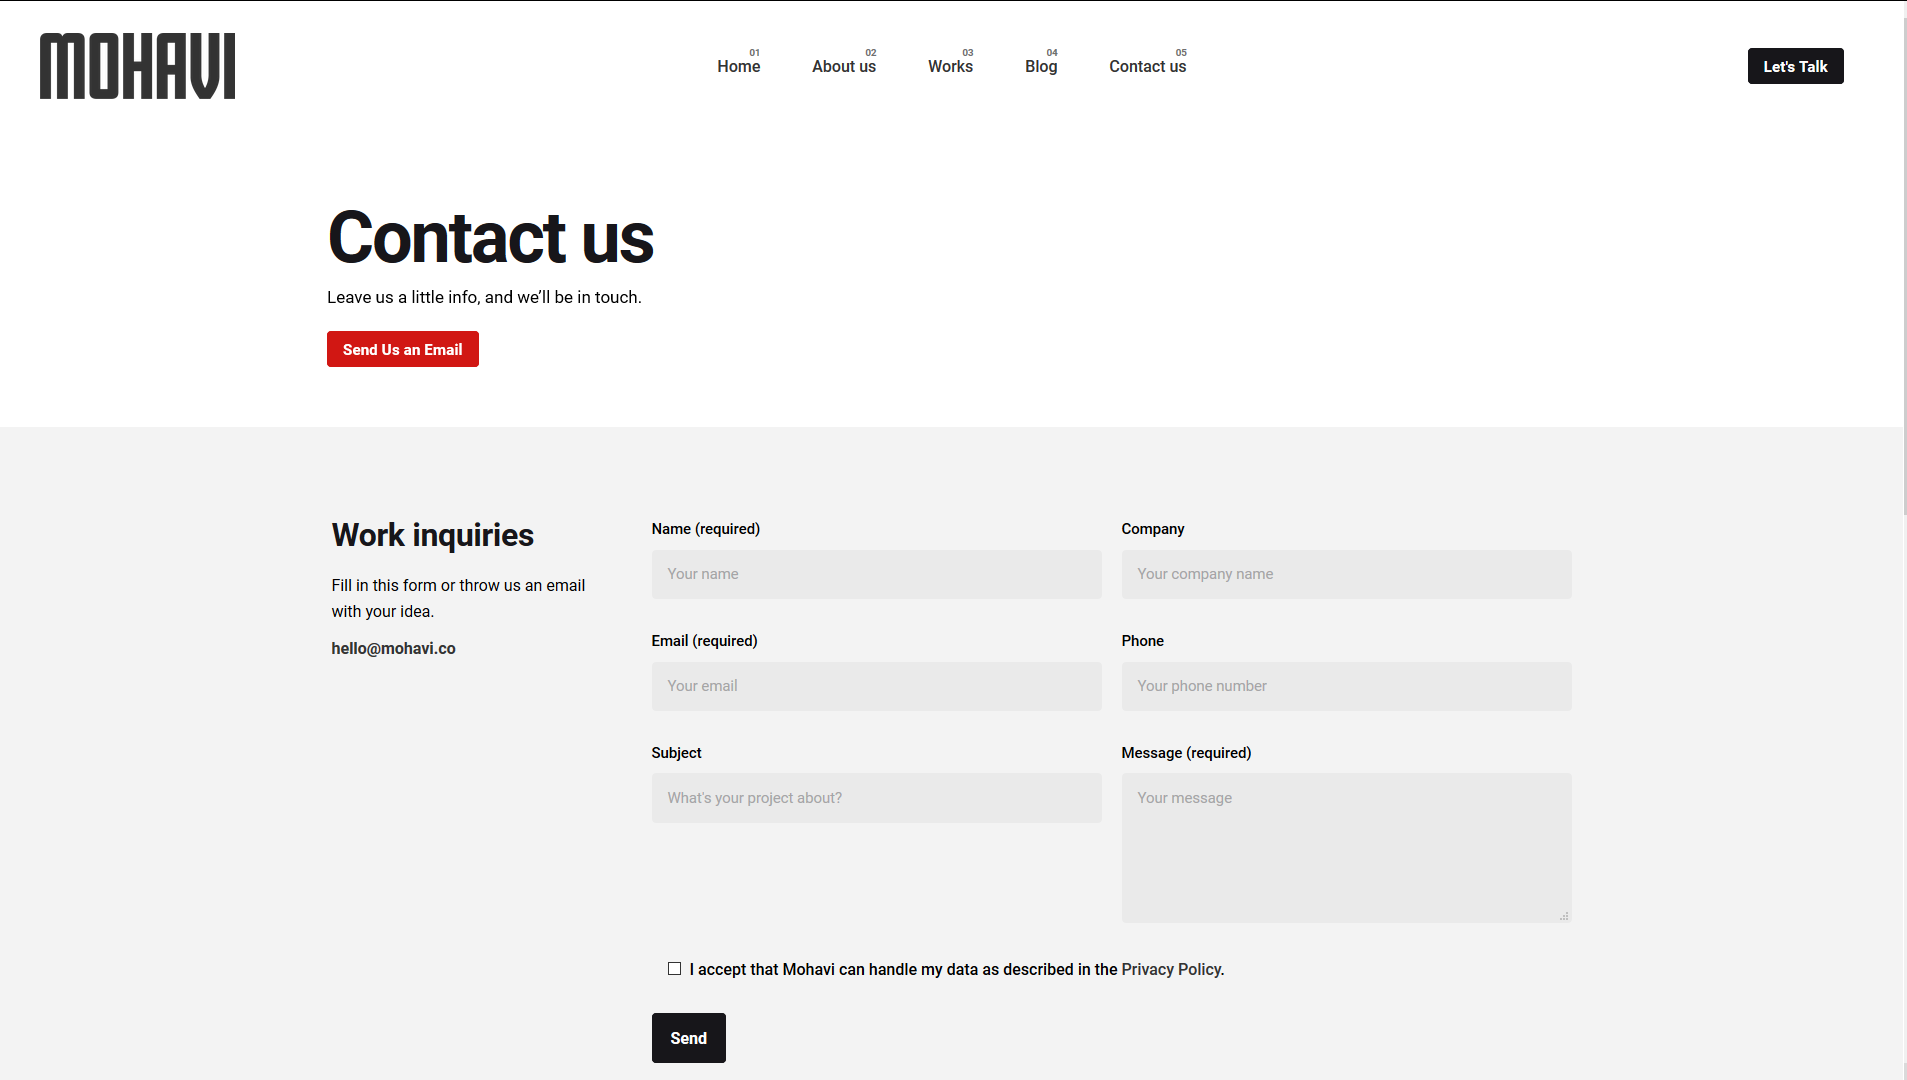 MOHAVI
01
Home
02
About us
03
Works
04
Blog
05
Contact us
Let's Talk
Contact us
Leave us a little info, and we’ll be in touch.
Send Us an Email
Work inquiries
Fill in this form or throw us an email
with your idea.
hello@mohavi.co
Name (required)
Your name
Company
Your company name
Email (required)
Your email
Phone
Your phone number
Subject
What's your project about?
Message (required)
Your message
I accept that Mohavi can handle my data as described in the Privacy Policy.
Send